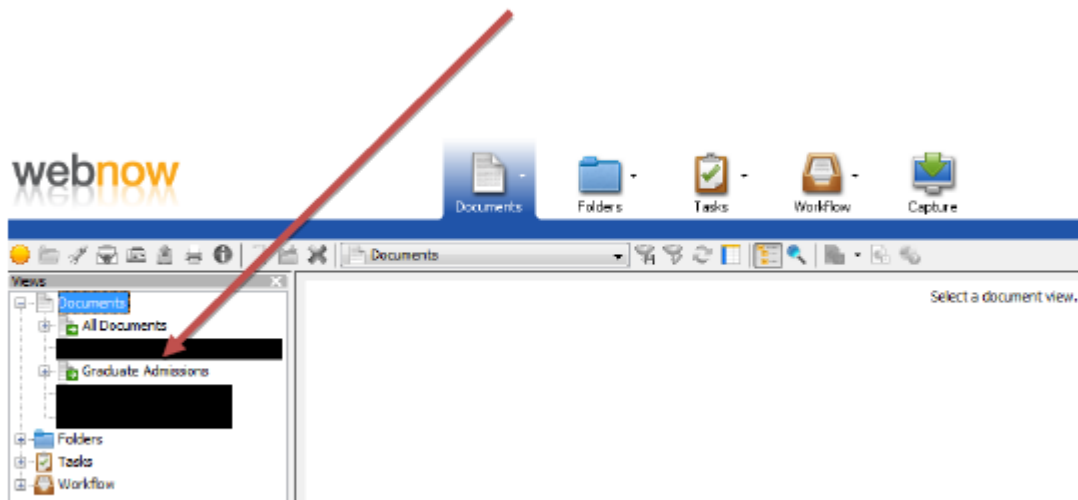 webnow
Documents Folders Tasks Workflow Capture
Documents
Views
Select a document view.
Documents
All Documents
Graduate Admissions
Folders
Tasks
Workflow